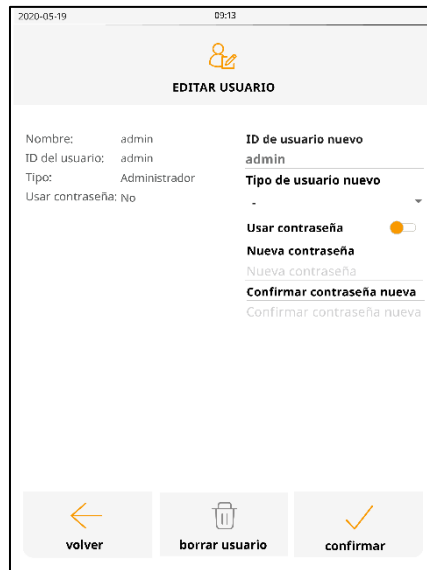 2020-05-19 09:13
EDITAR USUARIO
Nombre: admin
ID del usuario: admin
Tipo: Administrador
Usar contraseña: No
ID de usuario nuevo
admin
Tipo de usuario nuevo
-
Usar contraseña
Nueva contraseña
Nueva contraseña
Confirmar contraseña nueva
Confirmar contraseña nueva
volver
borrar usuario
confirmar